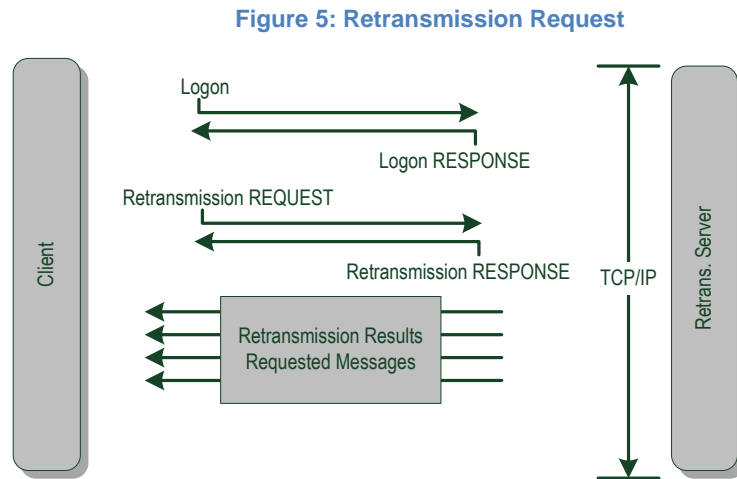 Figure 5: Retransmission Request
Logon
Logon RESPONSE
Retransmission REQUEST
Retransmission RESPONSE
Retransmission Results
Requested Messages
Client
TCP/IP
Retrans. Server